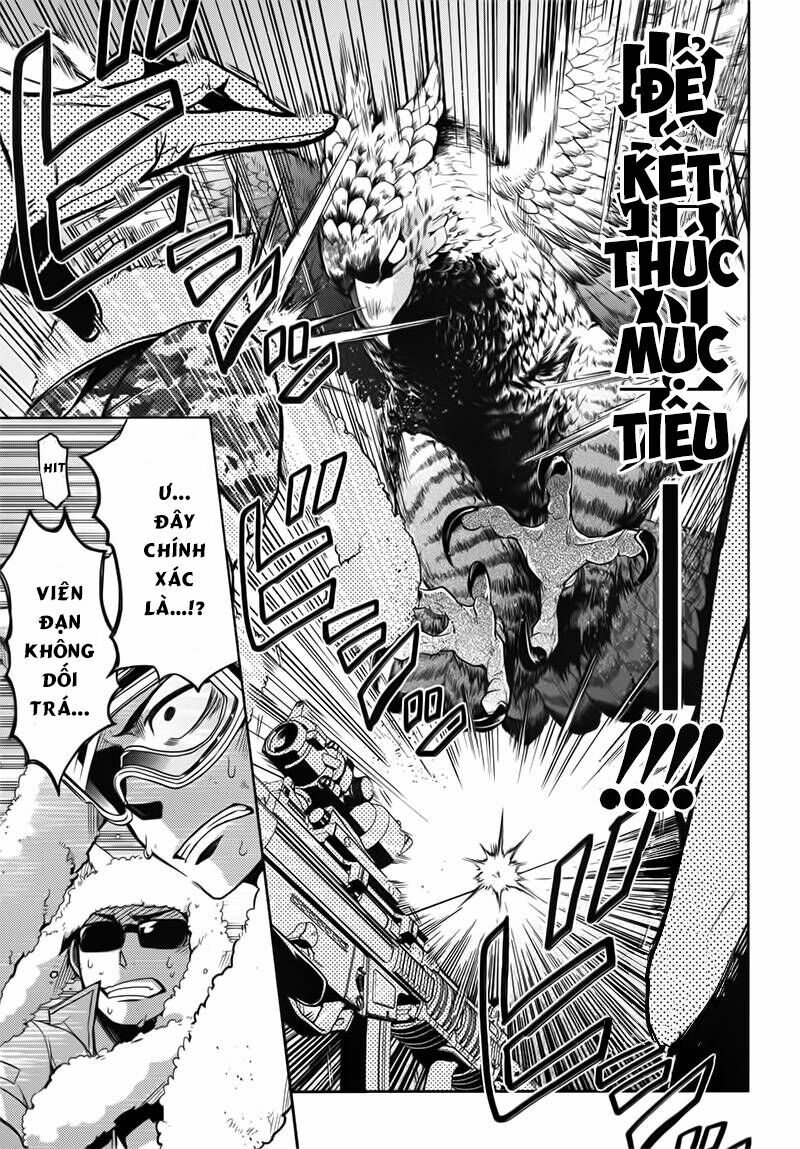 ĐỂ
KẾT
THÚC
MỤC
TIÊU
!!!!
Ư...
ĐÂY
CHÍNH
XÁC
LÀ...!?
HIT
VIÊN
ĐẠN
KHÔNG
DỐI
TRÁ...